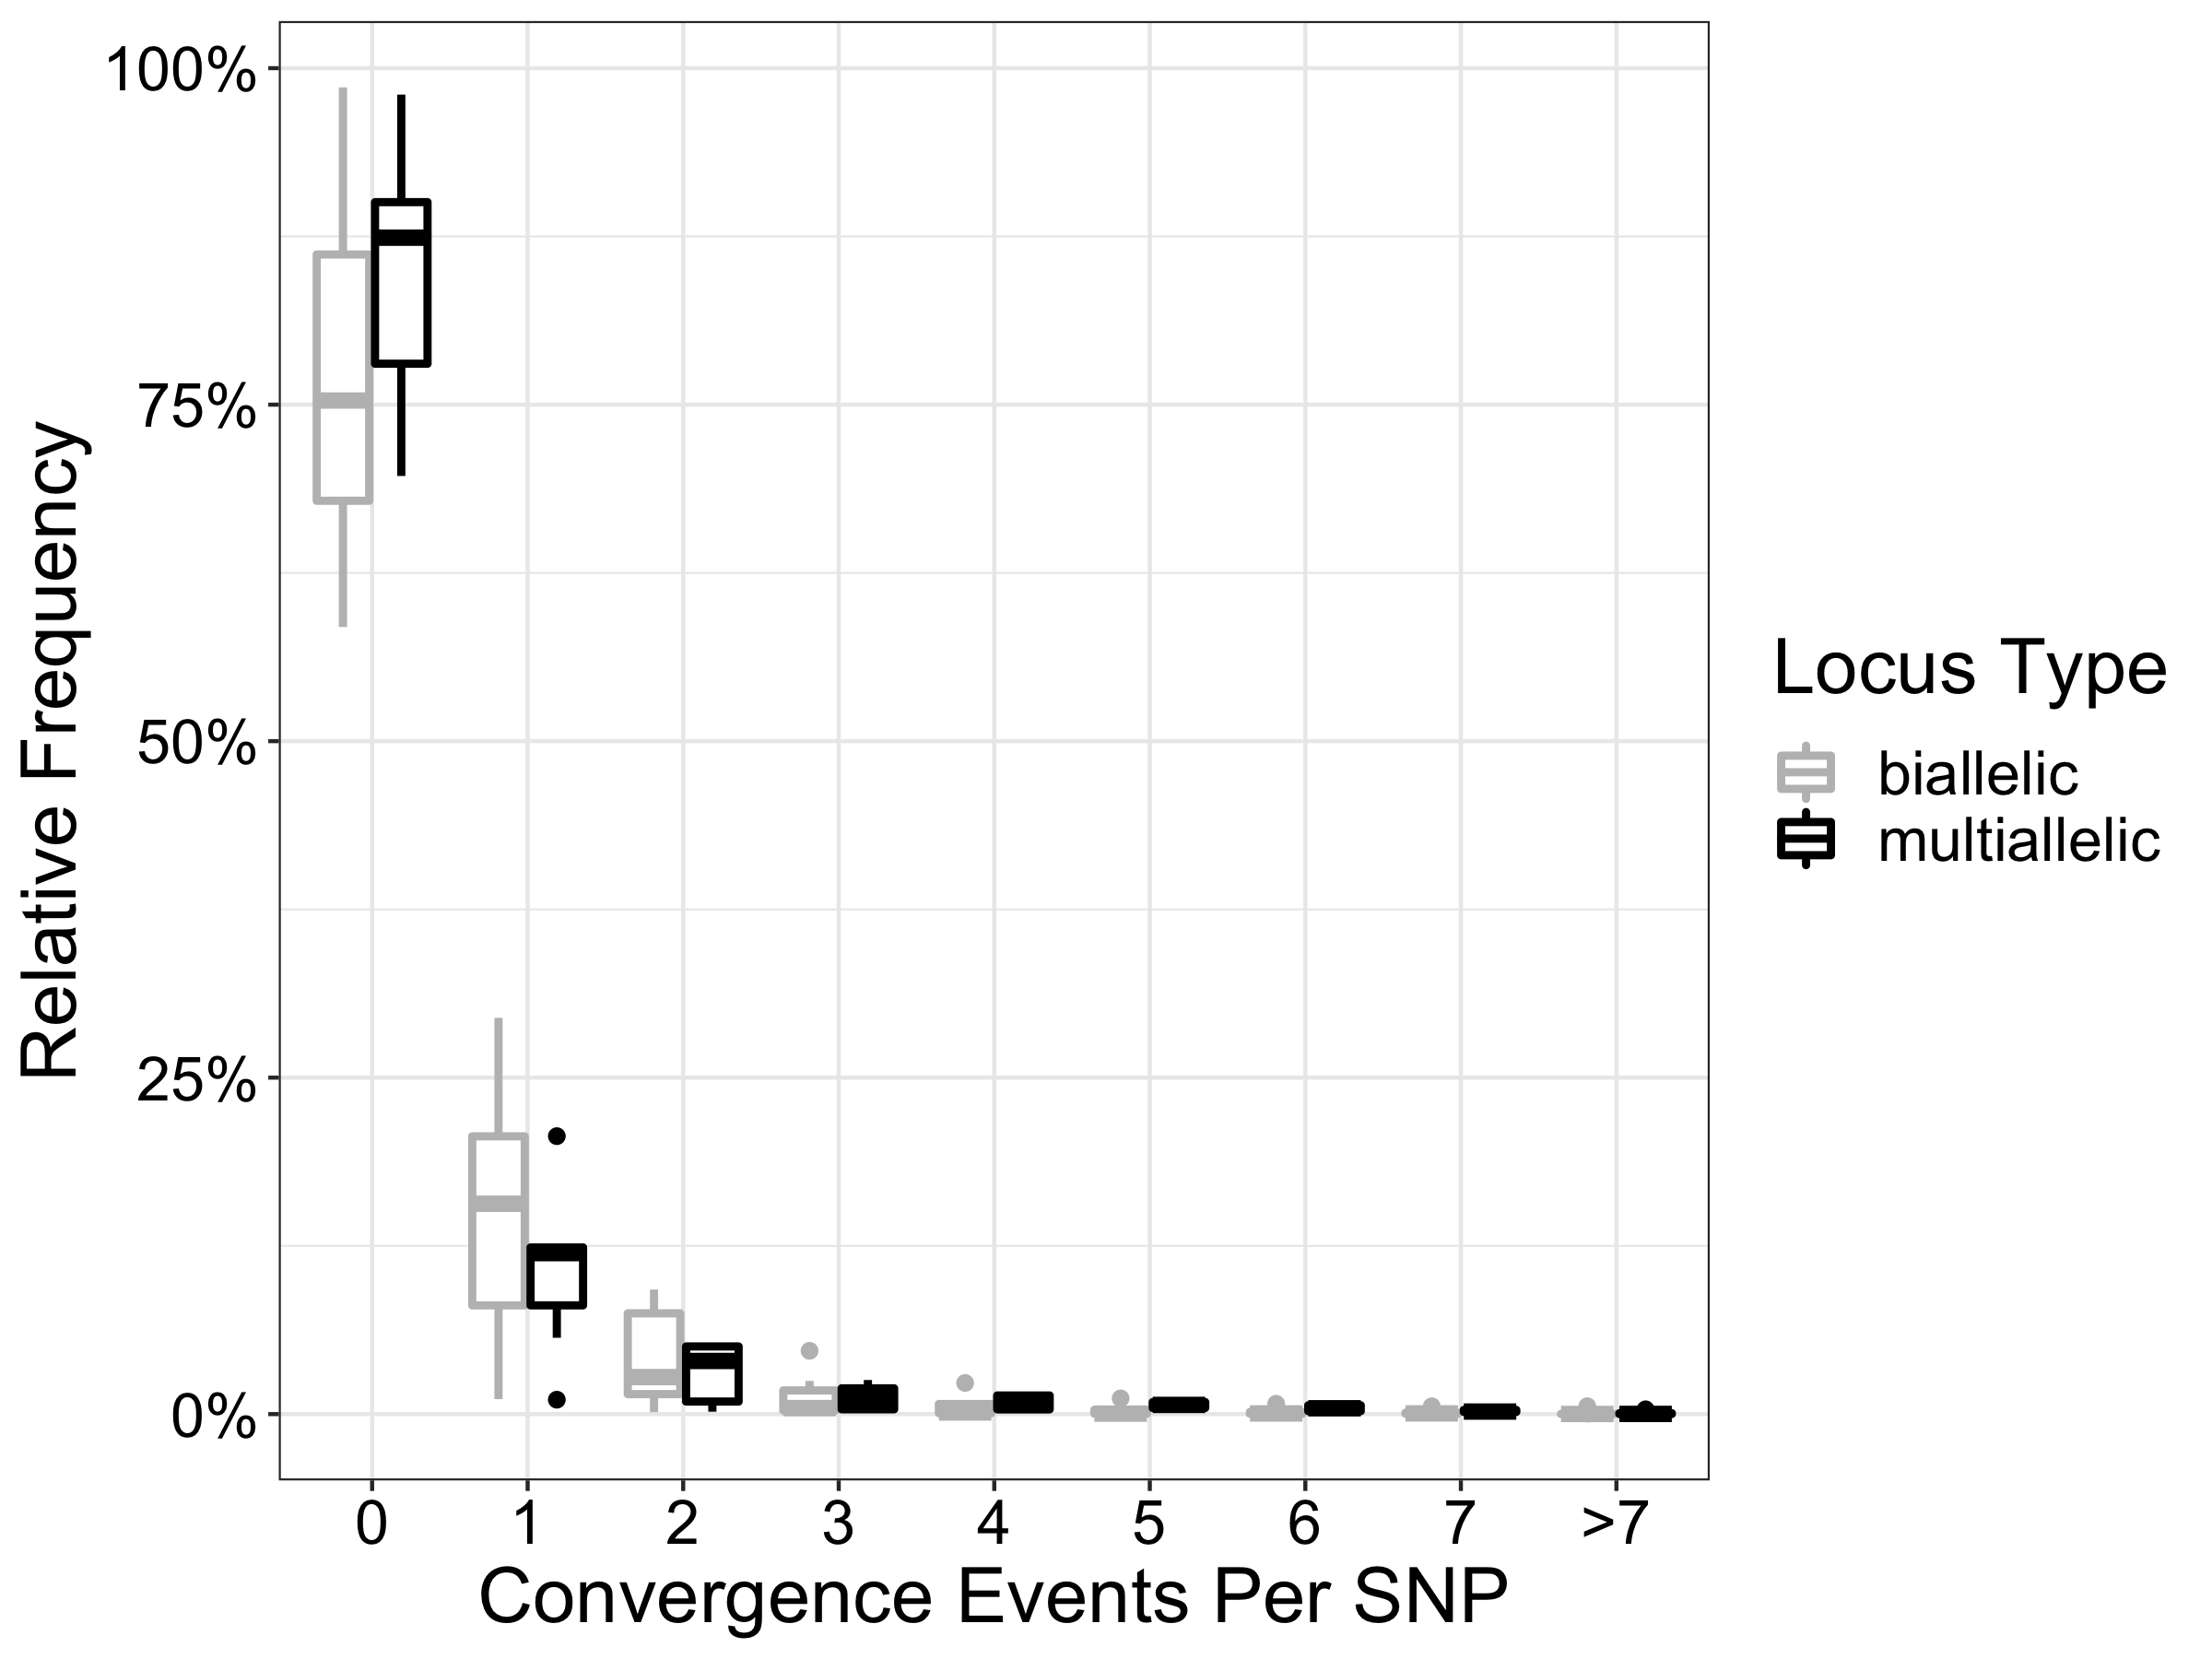 Relative Frequency
100%
75%
50%
25%
0%
0 1 2 3 4 5 6 7 >7
Convergence Events Per SNP
Locus Type
biallelic
multiallelic